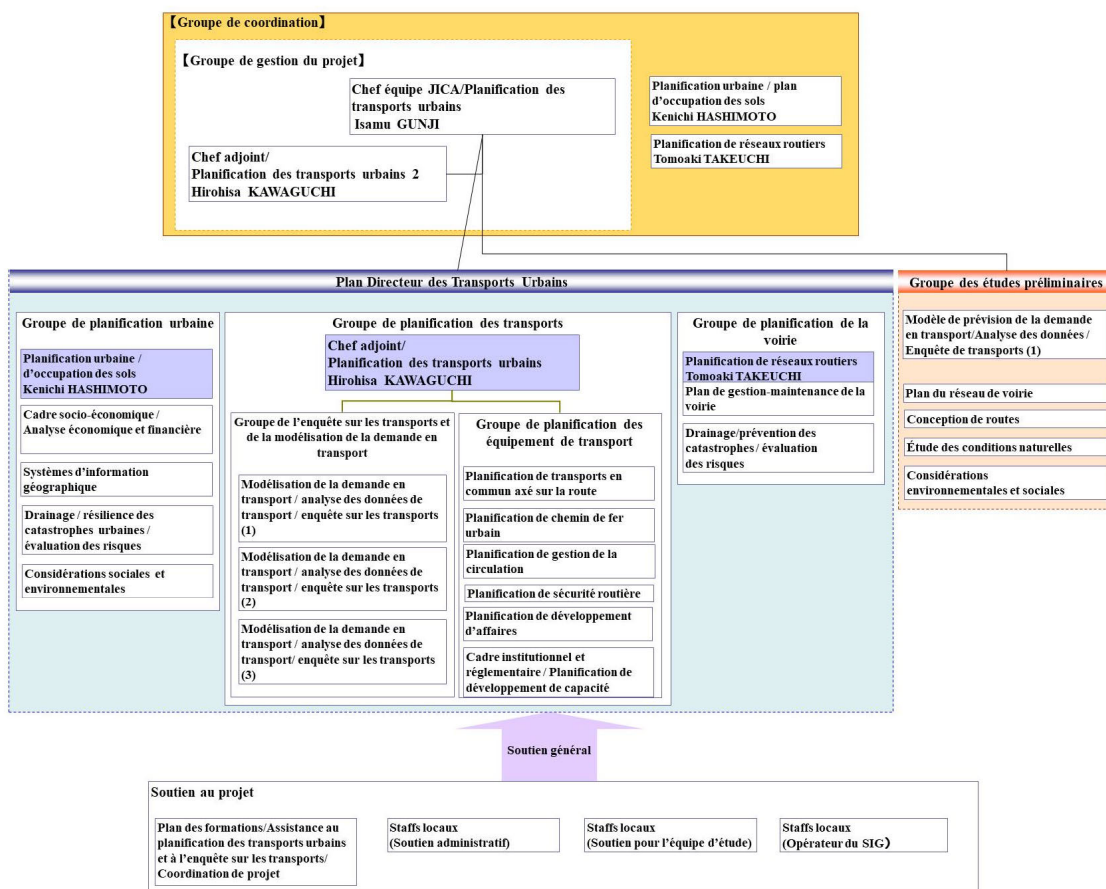 【Groupe de coordination】
【Groupe de gestion du projet】
Chef équipe JICA/Planification des
transports urbains
Isamu GUNJI
Chef adjoint/
Planification des transports urbains 2
Hirohisa KAWAGUCHI
Planification urbaine / plan
d’occupation des sols
Kenichi HASHIMOTO
Planification de réseaux routiers
Tomoaki TAKEUCHI
Plan Directeur des Transports Urbains
Groupe de planification urbaine
Planification urbaine /
d’occupation des sols
Kenichi HASHIMOTO
Cadre socio-économique /
Analyse économique et financière
Systèmes d’information
géographique
Drainage / résilience des
catastrophes urbaines /
évaluation des risques
Considérations sociales et
environnementales
Groupe de planification des transports
Chef adjoint/
Planification des transports urbains
Hirohisa KAWAGUCHI
Groupe de l’enquête sur les transports et
de la modélisation de la demande en
transport
Modélisation de la demande en
transport / analyse des données de
transport / enquête sur les transports
(1)
Modélisation de la demande en
transport / analyse des données de
transport / enquête sur les transports
(2)
Modélisation de la demande en
transport / analyse des données de
transport/ enquête sur les transports
(3)
Groupe de planification des
équipement de transport
Planification de transports en
commun axé sur la route
Planification de chemin de fer
urbain
Planification de gestion de la
circulation
Planification de sécurité routière
Planification de développement
d’affaires
Cadre institutionnel et
réglementaire / Planification de
développement de capacité
Groupe de planification de la
voirie
Planification de réseaux routiers
Tomoaki TAKEUCHI
Plan de gestion-maintenance de la
voirie
Drainage/prévention des
catastrophes / évaluation
des risques
Groupe des études préliminaires
Modèle de prévision de la demande
en transport/Analyse des données /
Enquête de transports (1)
Plan du réseau de voirie
Conception de routes
Étude des conditions naturelles
Considérations
environnementales et sociales
Soutien général
Soutien au projet
Plan des formations/Assistance au
planification des transports urbains
et à l’enquête sur les transports/
Coordination de projet
Staffs locaux
(Soutien administratif)
Staffs locaux
(Soutien pour l’équipe d’étude)
Staffs locaux
(Opérateur du SIG）